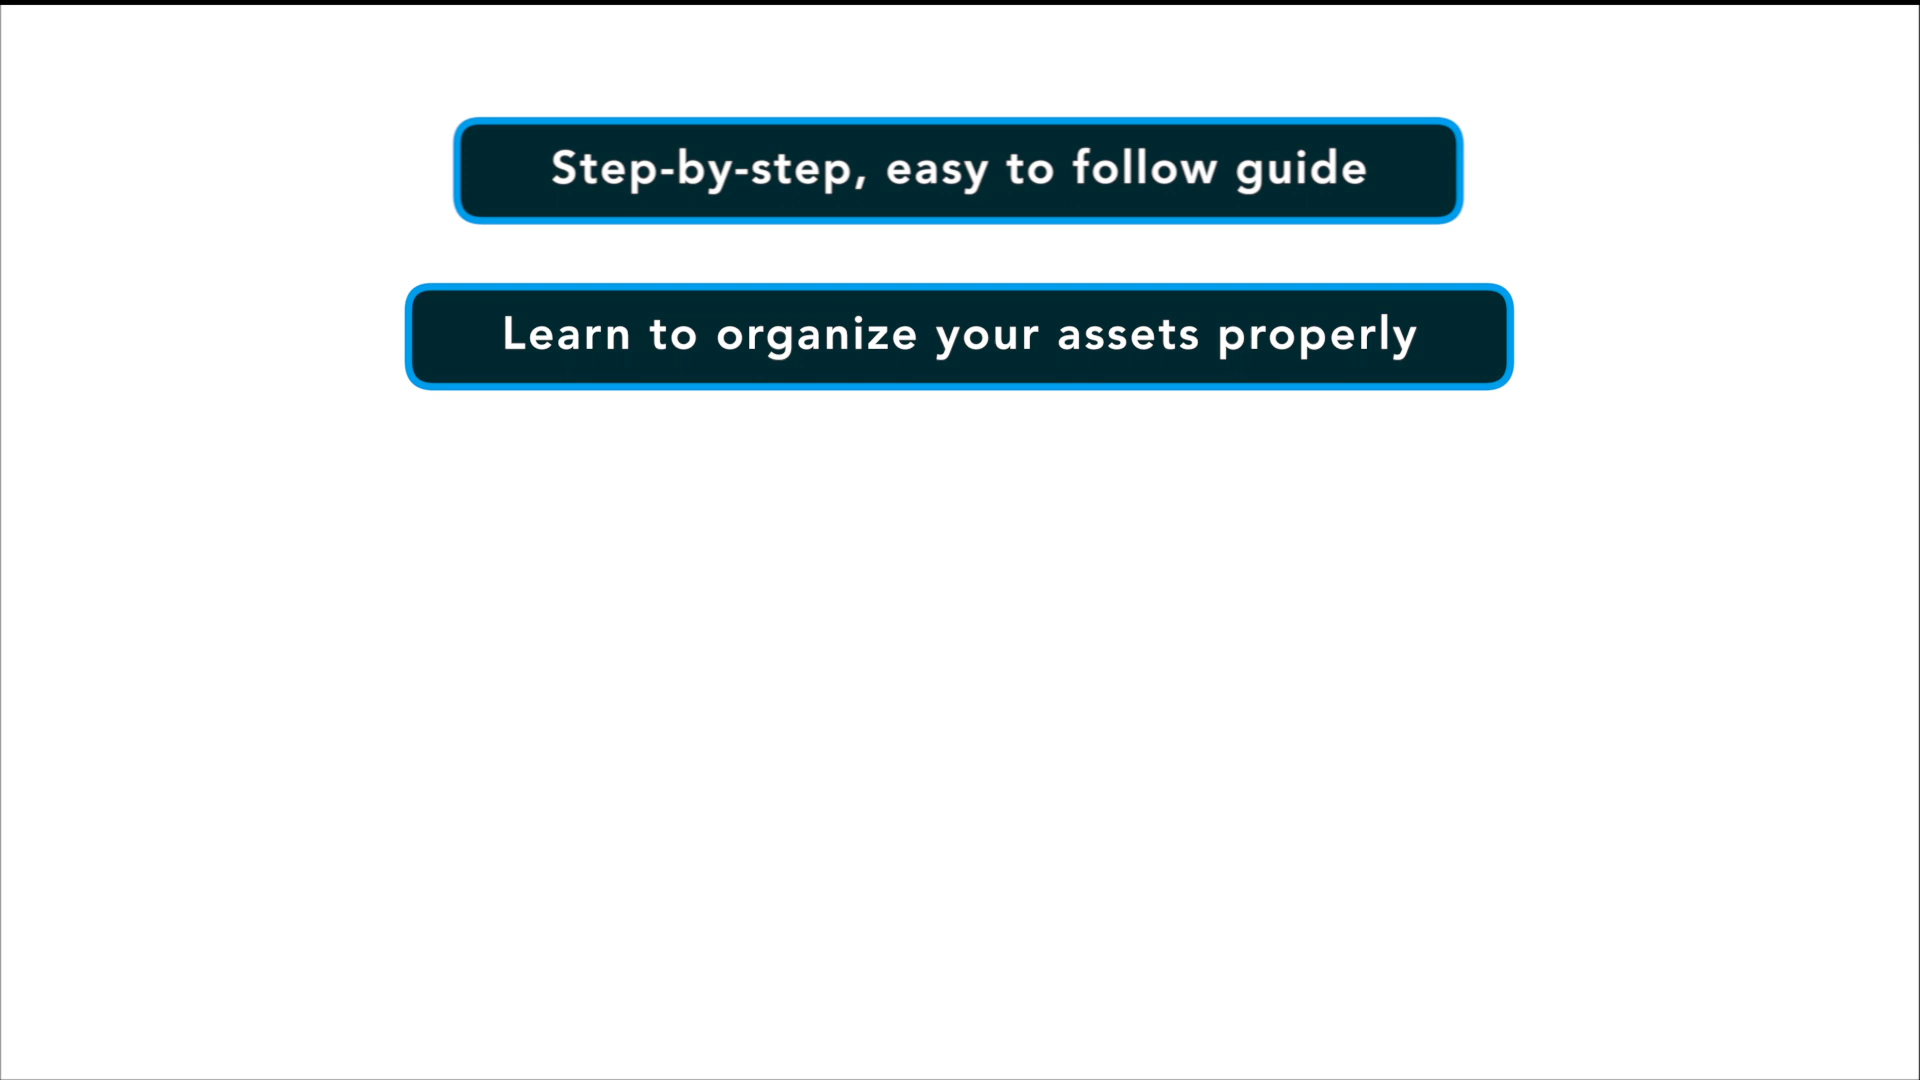 Step-by-step, easy to follow guide
Learn to organize your assets properly